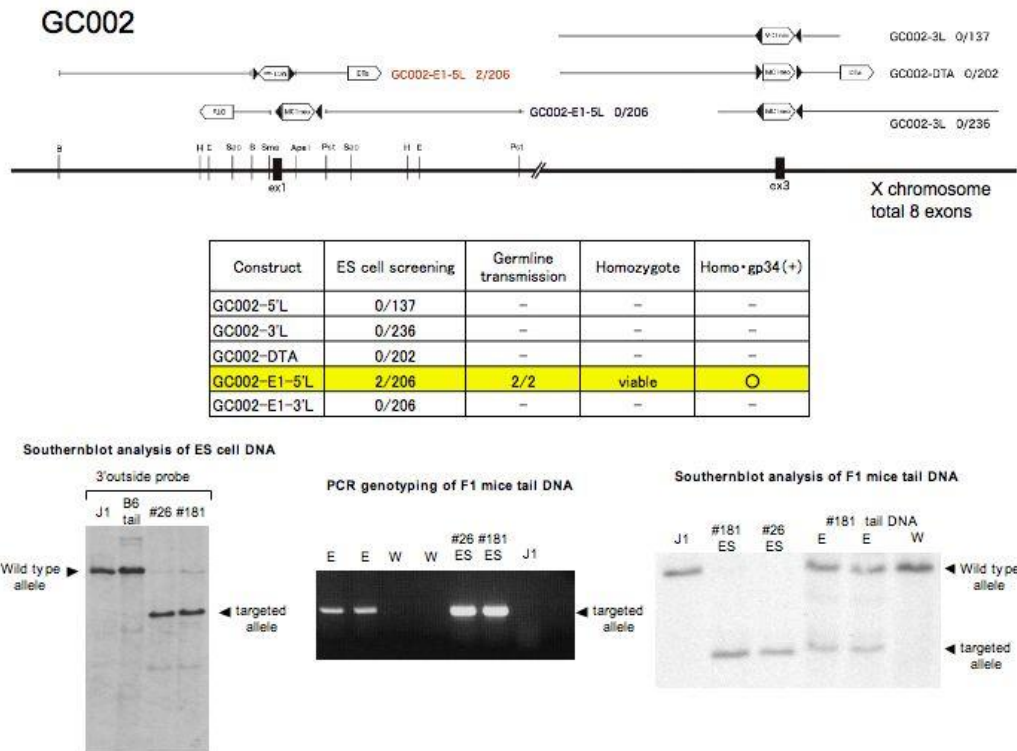 GC002
GC002-3L 0/137
GC002-E1-5L 2/206
GC002-DTA 0/202
GC002-E1-5L 0/206
GC002-3L 0/236
B H E Sac S Sma Apa I Pst Sac H E Pst
ex1
ex3
X chromosome
total 8 exons
Construct ES cell screening Germline transmission Homozygote Homo·gp34(+)
GC002-5'L 0/137 - - -
GC002-3'L 0/236 - - -
GC002-DTA 0/202 - - -
GC002-E1-5'L 2/206 2/2 viable ○
GC002-E1-3'L 0/206 - - -
Southernblot analysis of ES cell DNA
3'outside probe
J1 B6 tail #26 #181
Wild type allele
targeted allele
PCR genotyping of F1 mice tail DNA
E E W W #26 ES #181 ES J1
targeted allele
Southernblot analysis of F1 mice tail DNA
#181 tail DNA
J1 #181 ES #26 ES E E W
Wild type allele
targeted allele